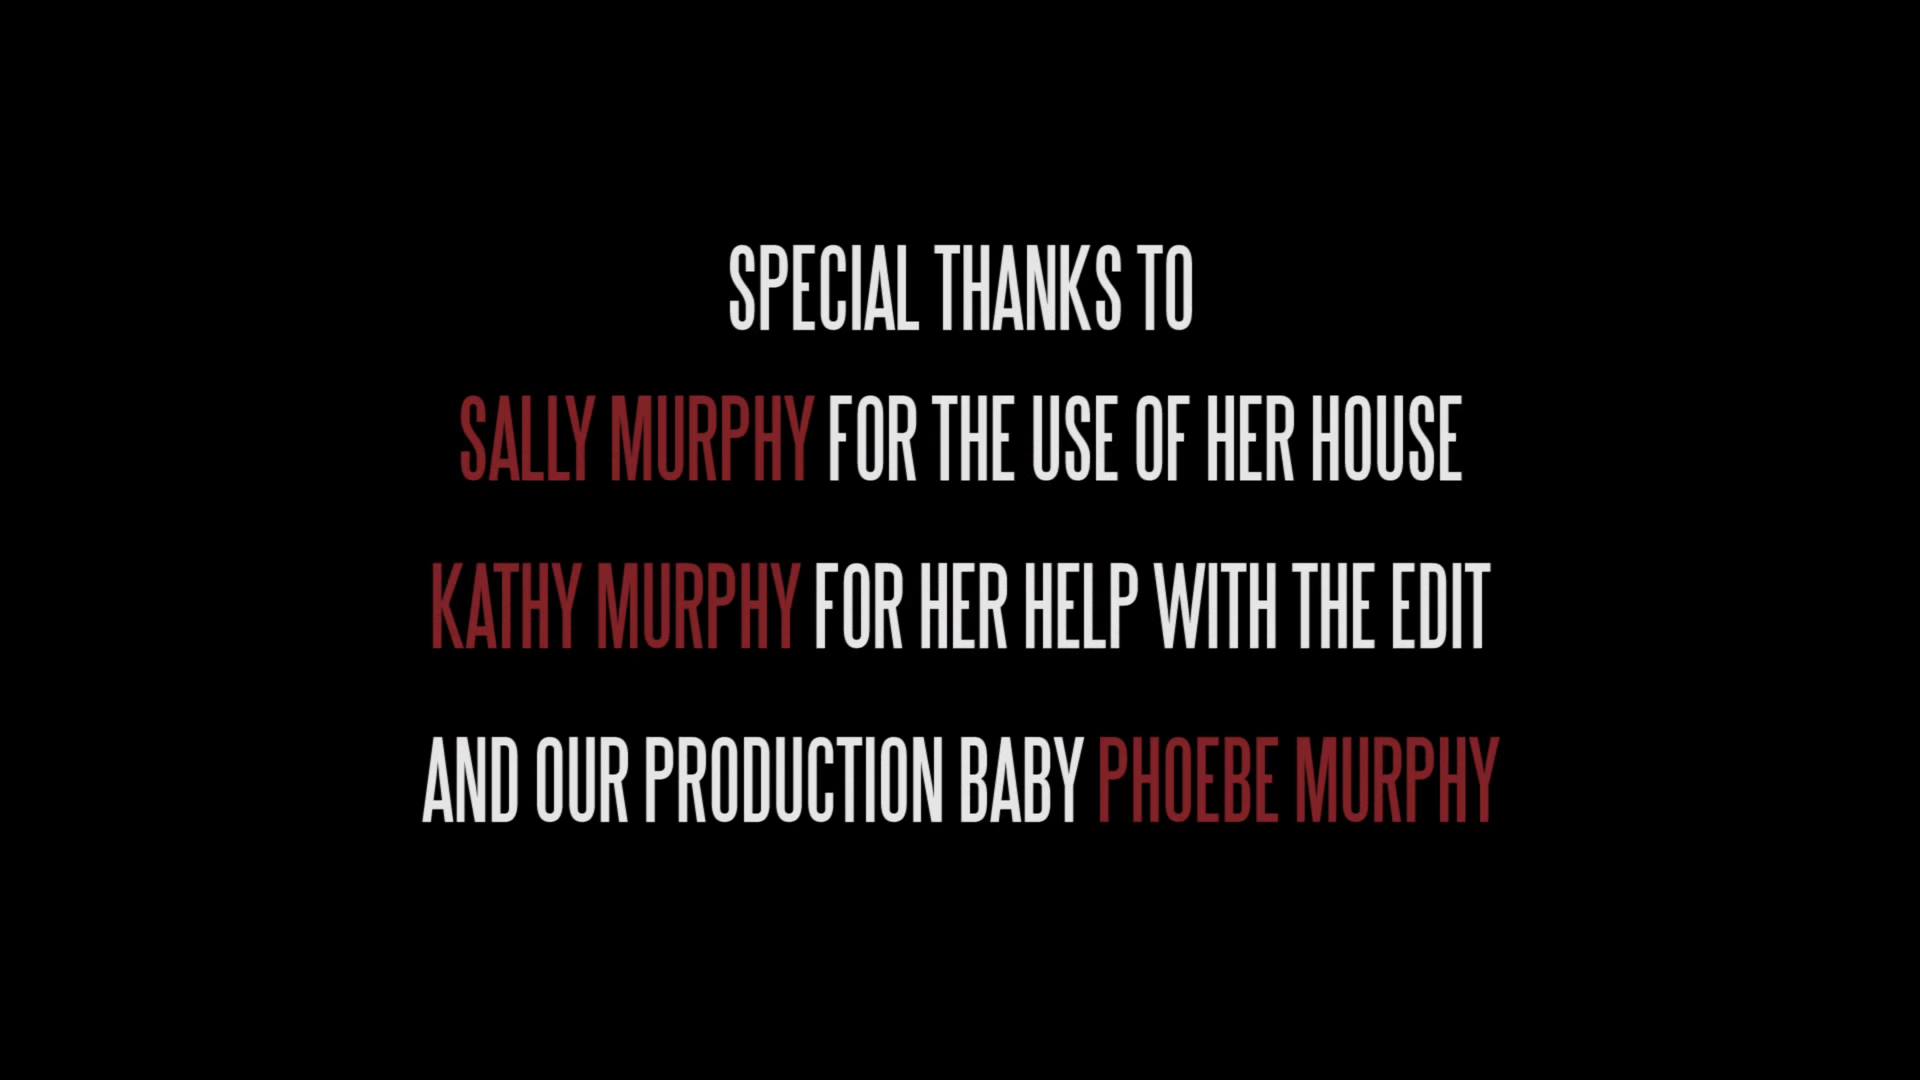 SPECIAL THANKS TO
SALLY MURPHY FOR THE USE OF HER HOUSE
KATHY MURPHY FOR HER HELP WITH THE EDIT
AND OUR PRODUCTION BABY PHOEBE MURPHY